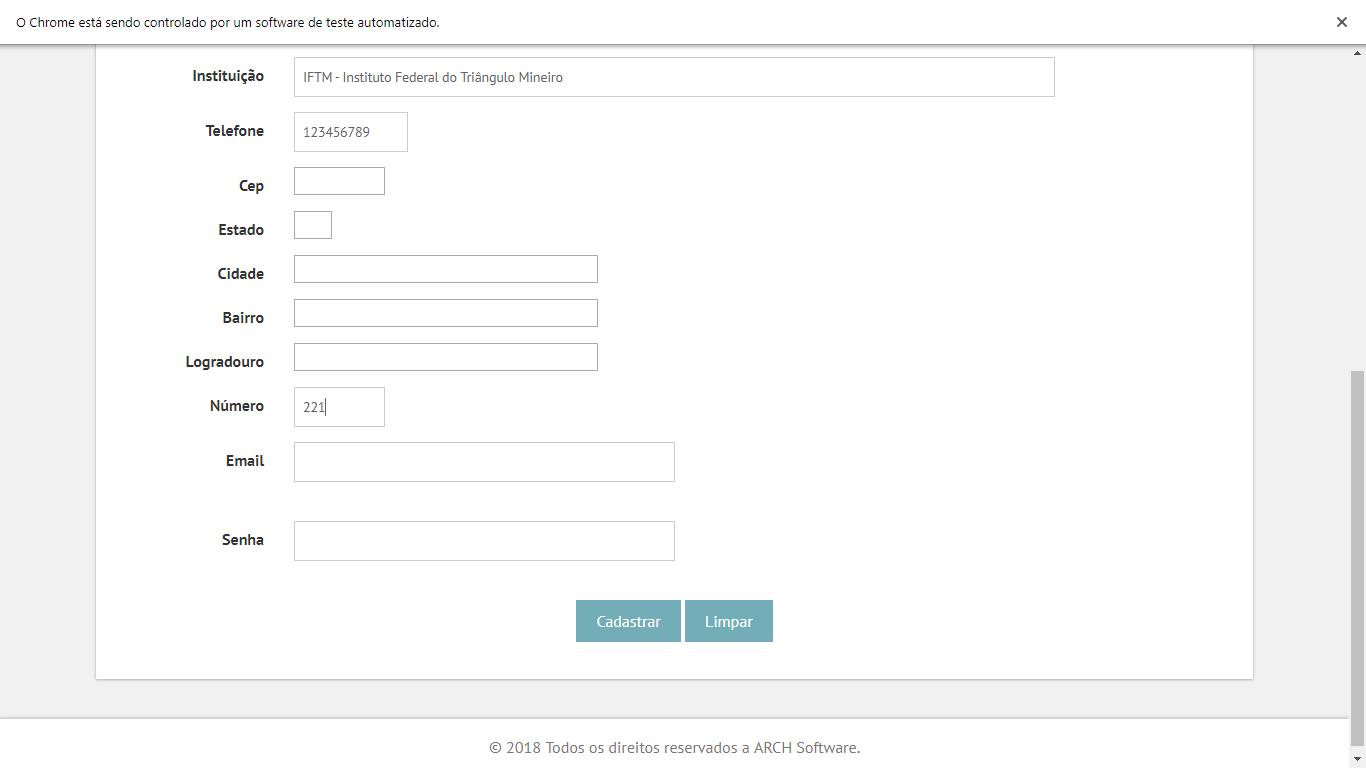 O Chrome está sendo controlado por um software de teste automatizado.
Instituição IFTM - Instituto Federal do Triângulo Mineiro
Telefone 123456789
Cep
Estado
Cidade
Bairro
Logradouro
Número 221
Email
Senha
Cadastrar Limpar
© 2018 Todos os direitos reservados a ARCH Software.